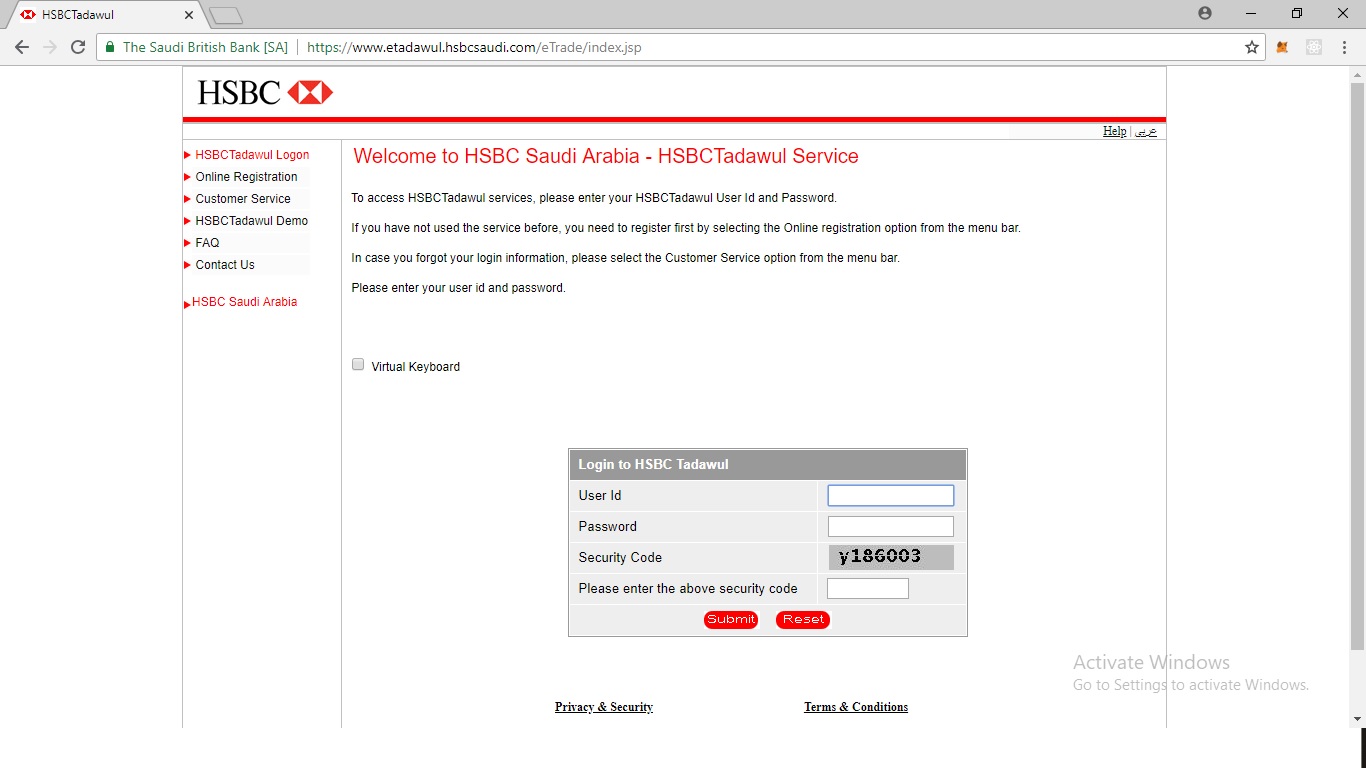 HSBCTadawul
The Saudi British Bank [SA] https://www.etadawul.hsbcsaudi.com/eTrade/index.jsp
HSBC
Help | عربي
HSBCTadawul Logon
Online Registration
Customer Service
HSBCTadawul Demo
FAQ
Contact Us
HSBC Saudi Arabia
Welcome to HSBC Saudi Arabia - HSBCTadawul Service
To access HSBCTadawul services, please enter your HSBCTadawul User Id and Password.
If you have not used the service before, you need to register first by selecting the Online registration option from the menu bar.
In case you forgot your login information, please select the Customer Service option from the menu bar.
Please enter your user id and password.
Virtual Keyboard
Login to HSBC Tadawul
User Id
Password
Security Code y186003
Please enter the above security code
Submit Reset
Activate Windows
Go to Settings to activate Windows.
Privacy & Security Terms & Conditions